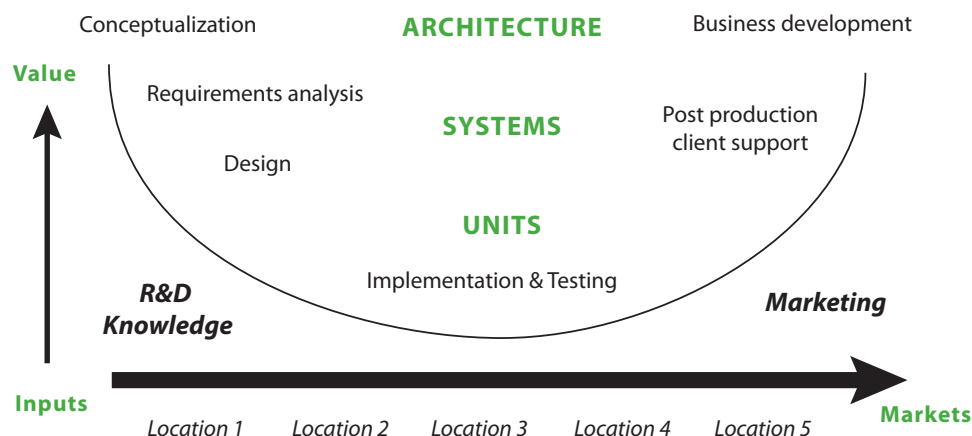 Conceptualization
ARCHITECTURE
Business development
Value
Requirements analysis
SYSTEMS
Post production
client support
Design
UNITS
Implementation & Testing
R&D
Knowledge
Marketing
Inputs
Markets
Location 1
Location 2
Location 3
Location 4
Location 5